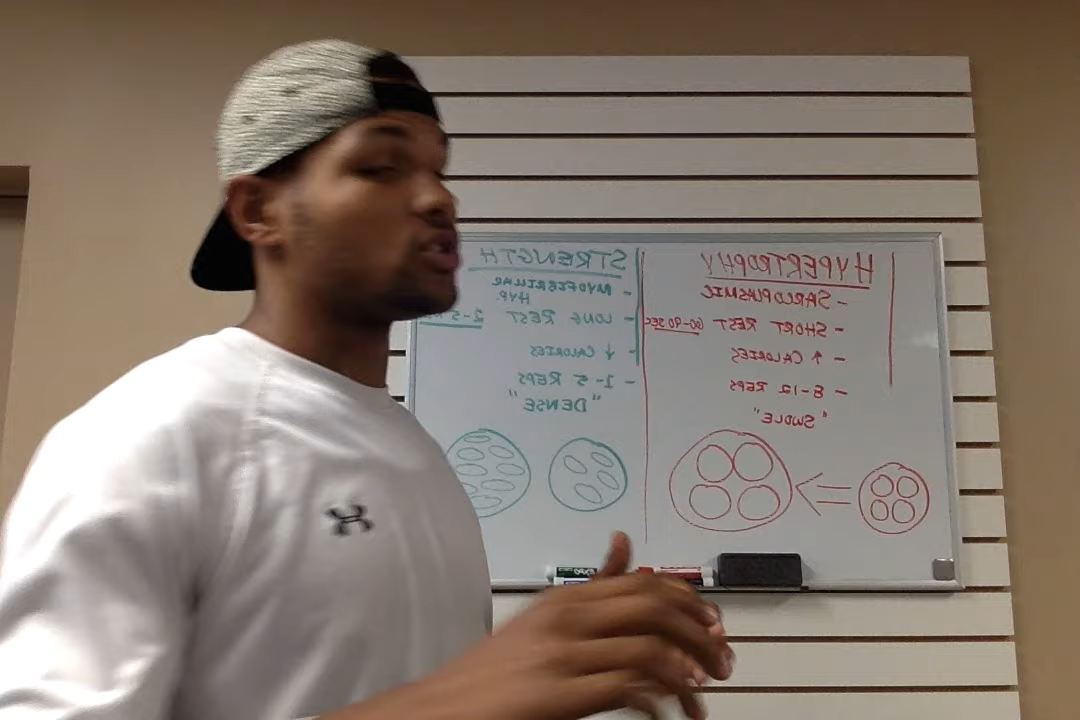 HYPERTROPHY
- SARCOPLASMIC
- SHORT REST 60-90 SEC
- ↑ CALORIES
- 8-12 REPS
"SWOLE"
STRENGTH
- MYOFIBRILLAR
HYP.
- LONG REST 2-5
- ↓ CALORIES
- 1-5 REPS
"DENSE"
EXPO